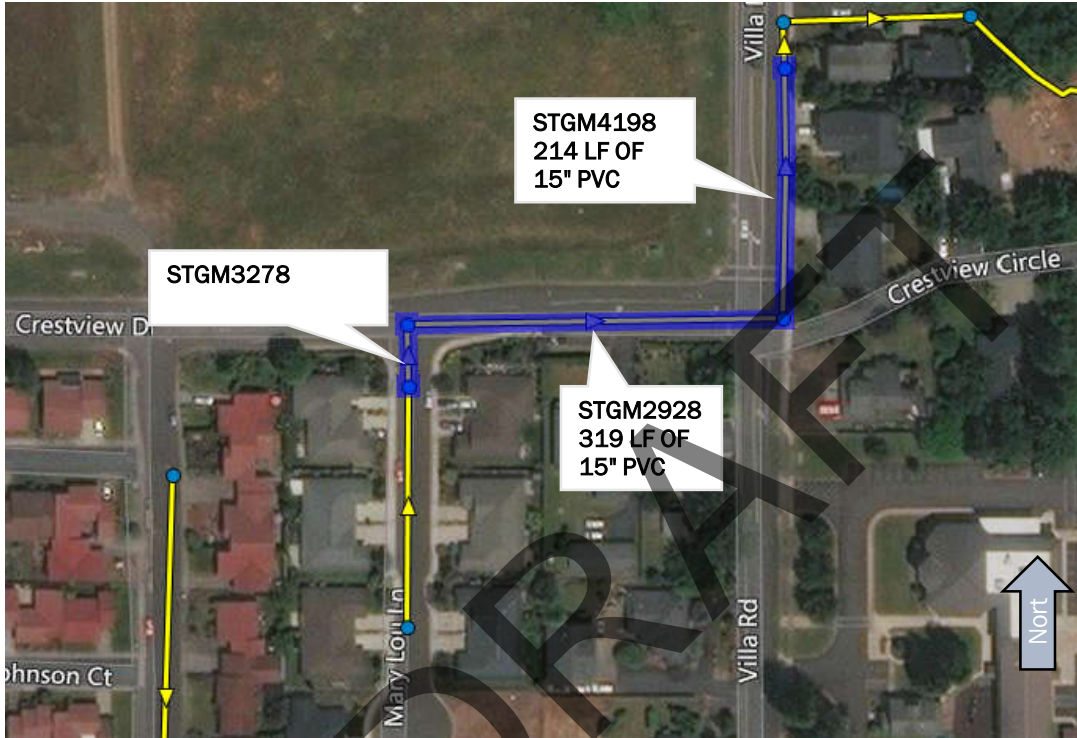 Villa
STGM4198
214 LF OF
15" PVC
STGM3278
Crestview Circle
Crestview D
STGM2928
319 LF OF
15" PVC
Mary Lou Ln
Villa Rd
Nort
ohnson Ct
DRAFT